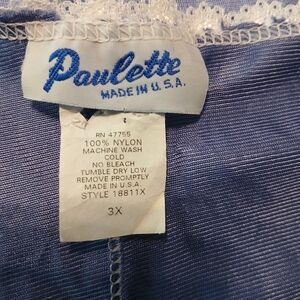 Paulette
MADE IN U.S.A.
RN 47755
100% NYLON
MACHINE WASH
COLD
NO BLEACH
TUMBLE DRY LOW
REMOVE PROMPTLY
MADE IN U.S.A.
STYLE 18811X
3X